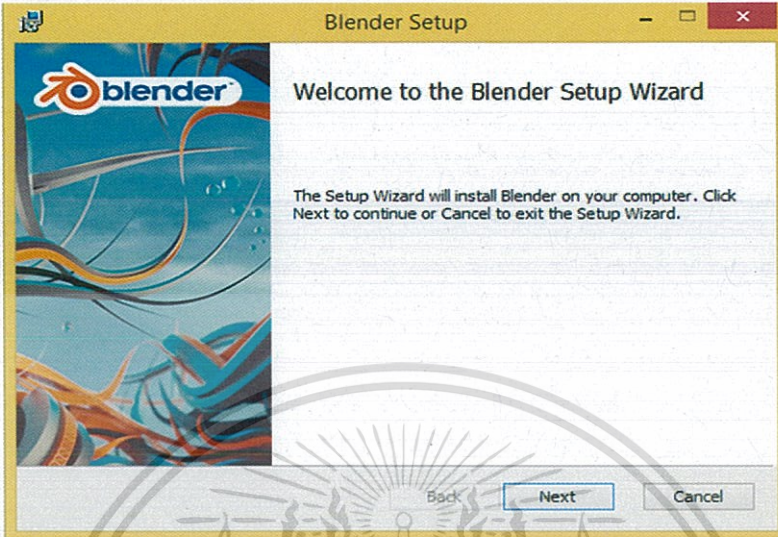 Blender Setup
blender
Welcome to the Blender Setup Wizard
The Setup Wizard will install Blender on your computer. Click
Next to continue or Cancel to exit the Setup Wizard.
Back
Next
Cancel